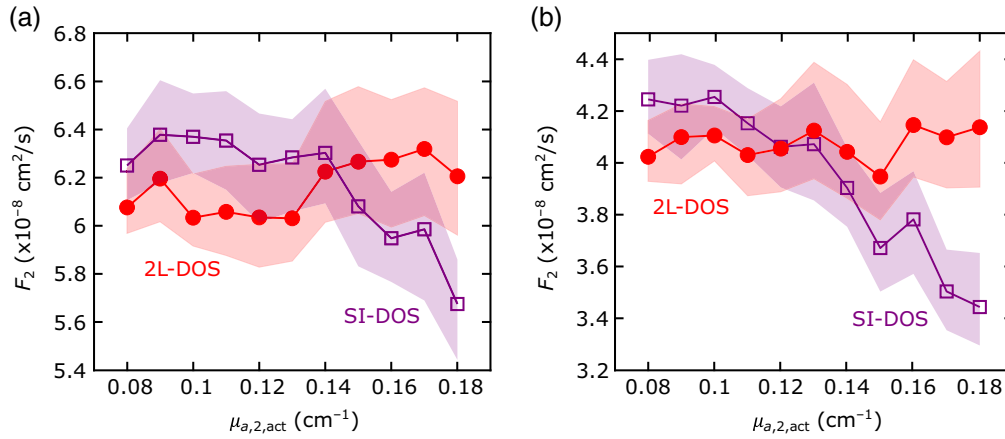 (a)
6.8
6.6
6.4
6.2
6
5.8
5.6
5.4
F₂ (x10⁻⁸ cm²/s)
2L-DOS
SI-DOS
0.08 0.1 0.12 0.14 0.16 0.18
μₐ,₂,act (cm⁻¹)
(b)
4.4
4.2
4.0
3.8
3.6
3.4
3.2
F₂ (x10⁻⁸ cm²/s)
2L-DOS
SI-DOS
0.08 0.1 0.12 0.14 0.16 0.18
μₐ,₂,act (cm⁻¹)